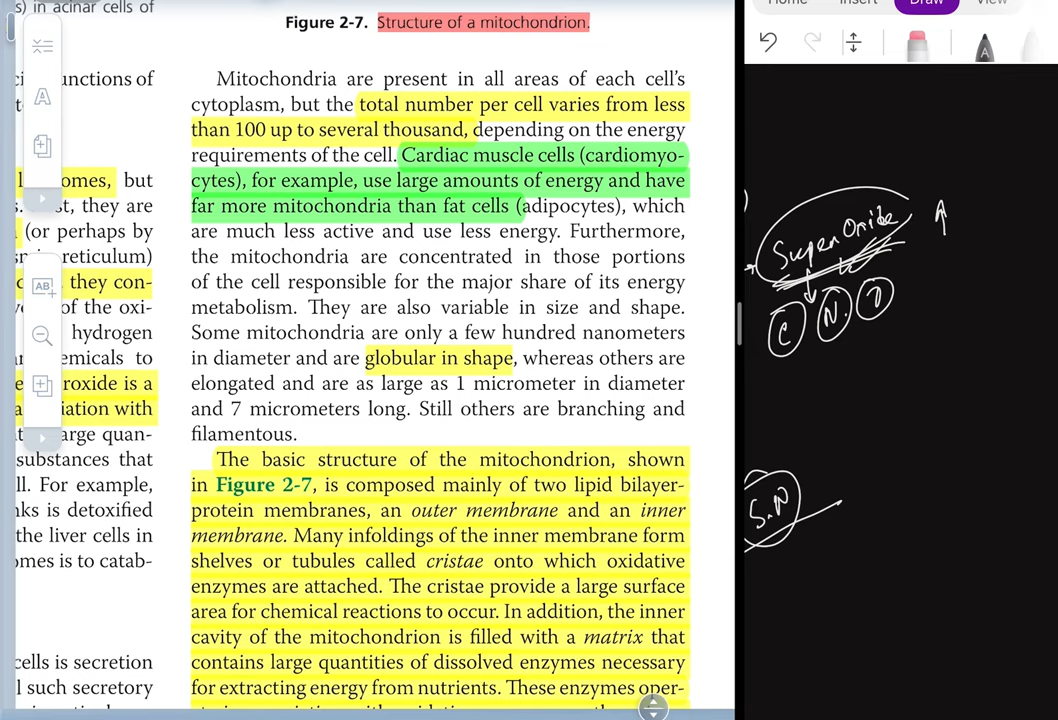 s) in acinar cells of
unctions of
omes, but
st, they are
(or perhaps by
reticulum)
they con-
of the oxi-
hydrogen
emicals to
roxide is a
iation with
arge quan-
substances that
ll. For example,
nks is detoxified
the liver cells in
omes is to catab-
cells is secretion
l such secretory
Figure 2-7. Structure of a mitochondrion.
Mitochondria are present in all areas of each cell’s
cytoplasm, but the total number per cell varies from less
than 100 up to several thousand, depending on the energy
requirements of the cell. Cardiac muscle cells (cardiomyo-
cytes), for example, use large amounts of energy and have
far more mitochondria than fat cells (adipocytes), which
are much less active and use less energy. Furthermore,
the mitochondria are concentrated in those portions
of the cell responsible for the major share of its energy
metabolism. They are also variable in size and shape.
Some mitochondria are only a few hundred nanometers
in diameter and are globular in shape, whereas others are
elongated and are as large as 1 micrometer in diameter
and 7 micrometers long. Still others are branching and
filamentous.
The basic structure of the mitochondrion, shown
in Figure 2-7, is composed mainly of two lipid bilayer-
protein membranes, an outer membrane and an inner
membrane. Many infoldings of the inner membrane form
shelves or tubules called cristae onto which oxidative
enzymes are attached. The cristae provide a large surface
area for chemical reactions to occur. In addition, the inner
cavity of the mitochondrion is filled with a matrix that
contains large quantities of dissolved enzymes necessary
for extracting energy from nutrients. These enzymes oper-
Home Insert Draw View
A
Super Oxide
C N.
S.N